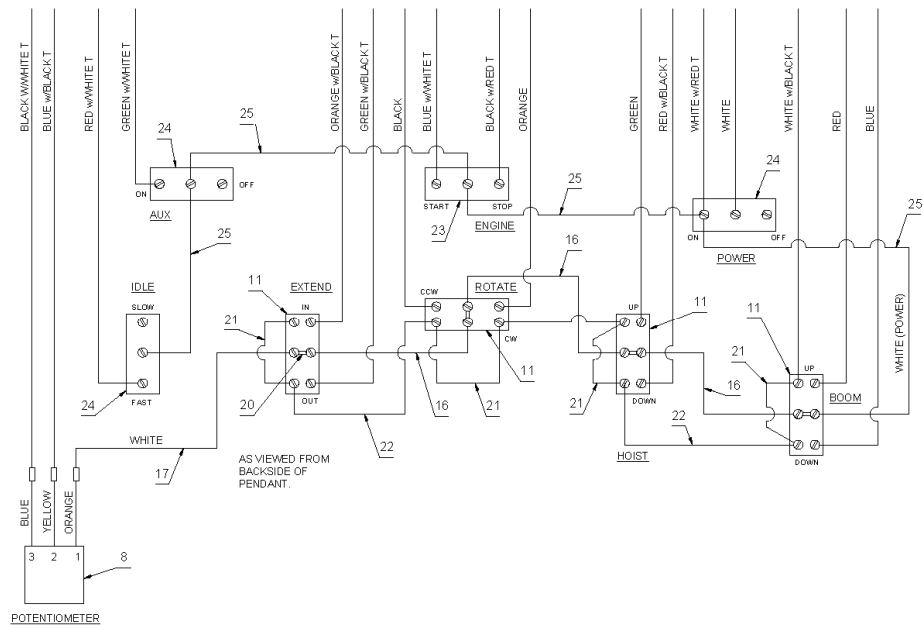 BLACK W/WHITE T
BLUE w/BLACK T
RED w/WHITE T
GREEN w/WHITE T
ORANGE w/BLACK T
GREEN w/BLACK T
BLACK
BLUE w/WHITE T
BLACK w/RED T
ORANGE
GREEN
RED w/BLACK T
WHITE w/RED T
WHITE
WHITE w/BLACK T
RED
BLUE
24
25
ON
OFF
AUX
START
STOP
23
ENGINE
25
24
ON
OFF
POWER
25
25
16
IDLE
SLOW
FAST
24
11
EXTEND
IN
21
OUT
20
CCW
ROTATE
CW
11
16
21
22
UP
11
21
DOWN
HOIST
16
22
WHITE (POWER)
11
21
UP
BOOM
DOWN
WHITE
17
AS VIEWED FROM
BACKSIDE OF
PENDANT.
BLUE
YELLOW
ORANGE
3 2 1
8
POTENTIOMETER